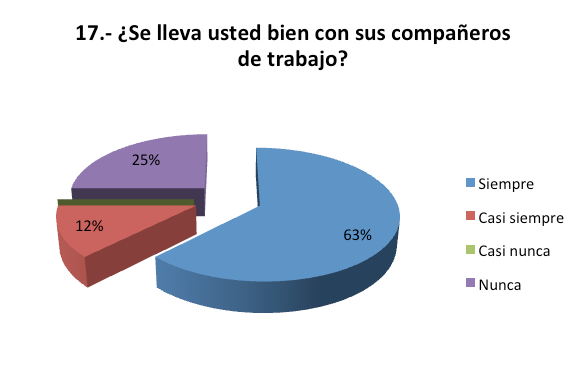 17.- ¿Se lleva usted bien con sus compañeros
de trabajo?
25%
12%
63%
Siempre
Casi siempre
Casi nunca
Nunca